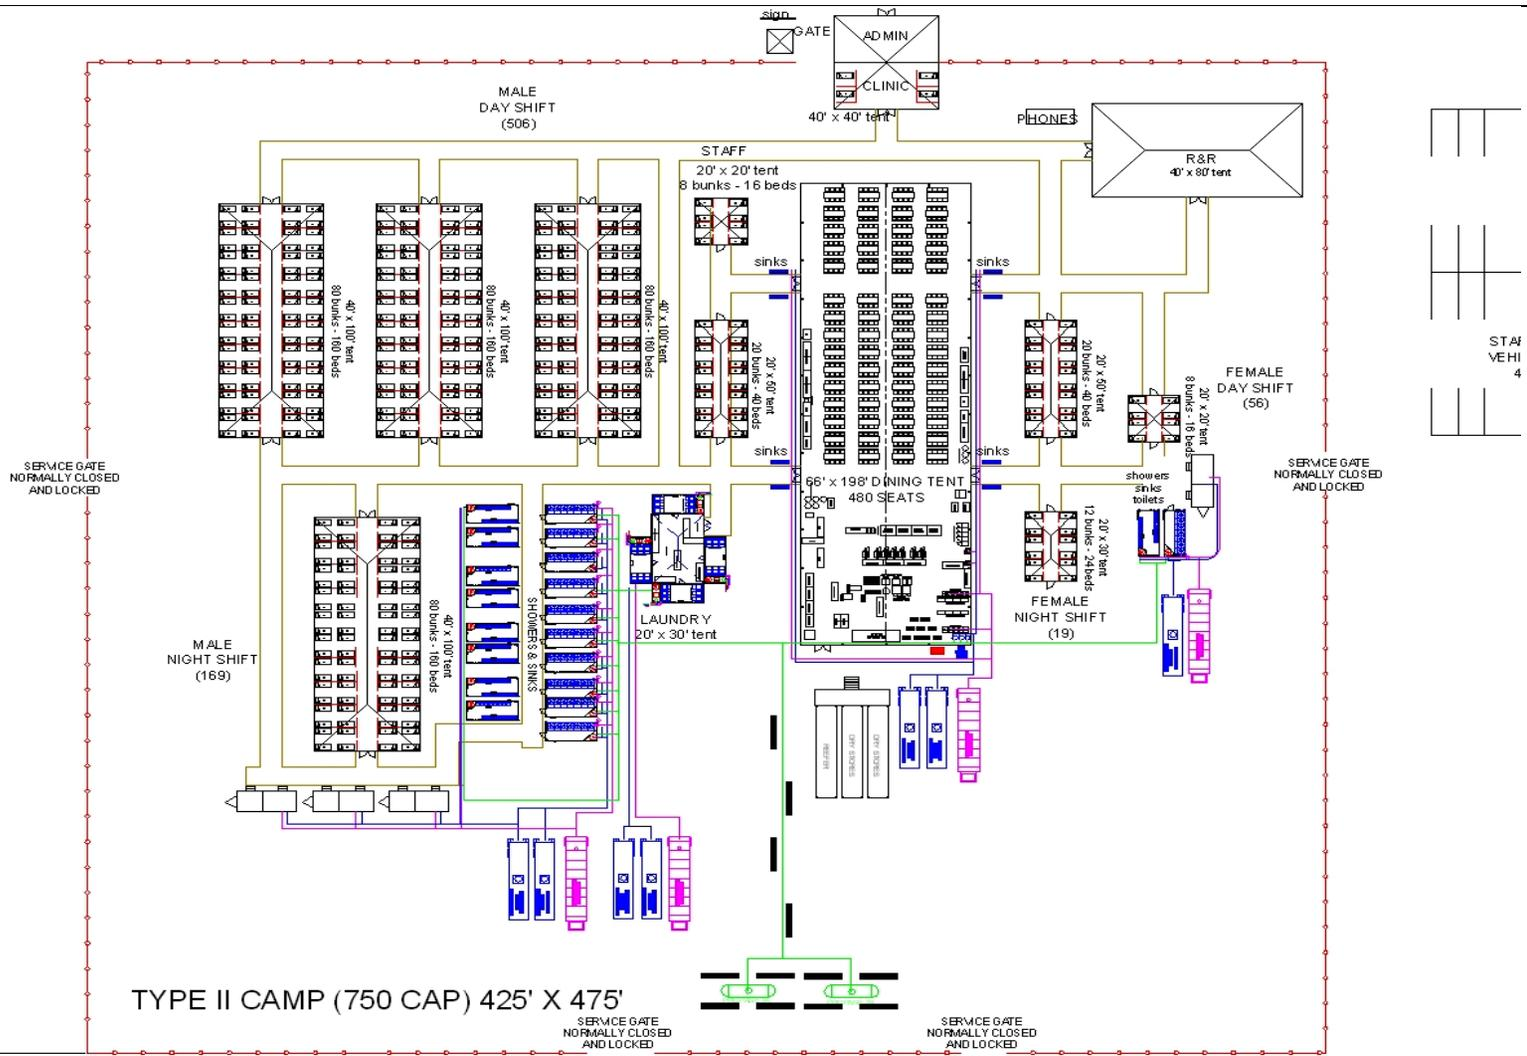 sign
GATE
ADMIN
CLINIC
40' x 40' tent
MALE
DAY SHIFT
(506)
PHONES
R&R
40' x 80' tent
STAFF
20' x 20' tent
8 bunks - 16 beds
sinks
sinks
40' x 100' tent
80 bunks - 160 beds
40' x 100' tent
80 bunks - 160 beds
40' x 100' tent
80 bunks - 160 beds
20' x 50' tent
20 bunks - 40 beds
20' x 50' tent
20 bunks - 40 beds
20' x 20' tent
8 bunks - 16 beds
FEMALE
DAY SHIFT
(56)
STAF
VEHI
4
sinks
sinks
SERVICE GATE
NORMALLY CLOSED
AND LOCKED
SERVICE GATE
NORMALLY CLOSED
AND LOCKED
66' x 198' DINING TENT
480 SEATS
showers
sinks
toilets
20' x 30' tent
12 bunks - 24 beds
FEMALE
NIGHT SHIFT
(19)
SHOWERS & SINKS
LAUNDRY
20' x 30' tent
MALE
NIGHT SHIFT
(169)
40' x 100' tent
80 bunks - 160 beds
REEFER
DRY STORES
DRY STORES
TYPE II CAMP (750 CAP) 425' X 475'
SERVICE GATE
NORMALLY CLOSED
AND LOCKED
SERVICE GATE
NORMALLY CLOSED
AND LOCKED